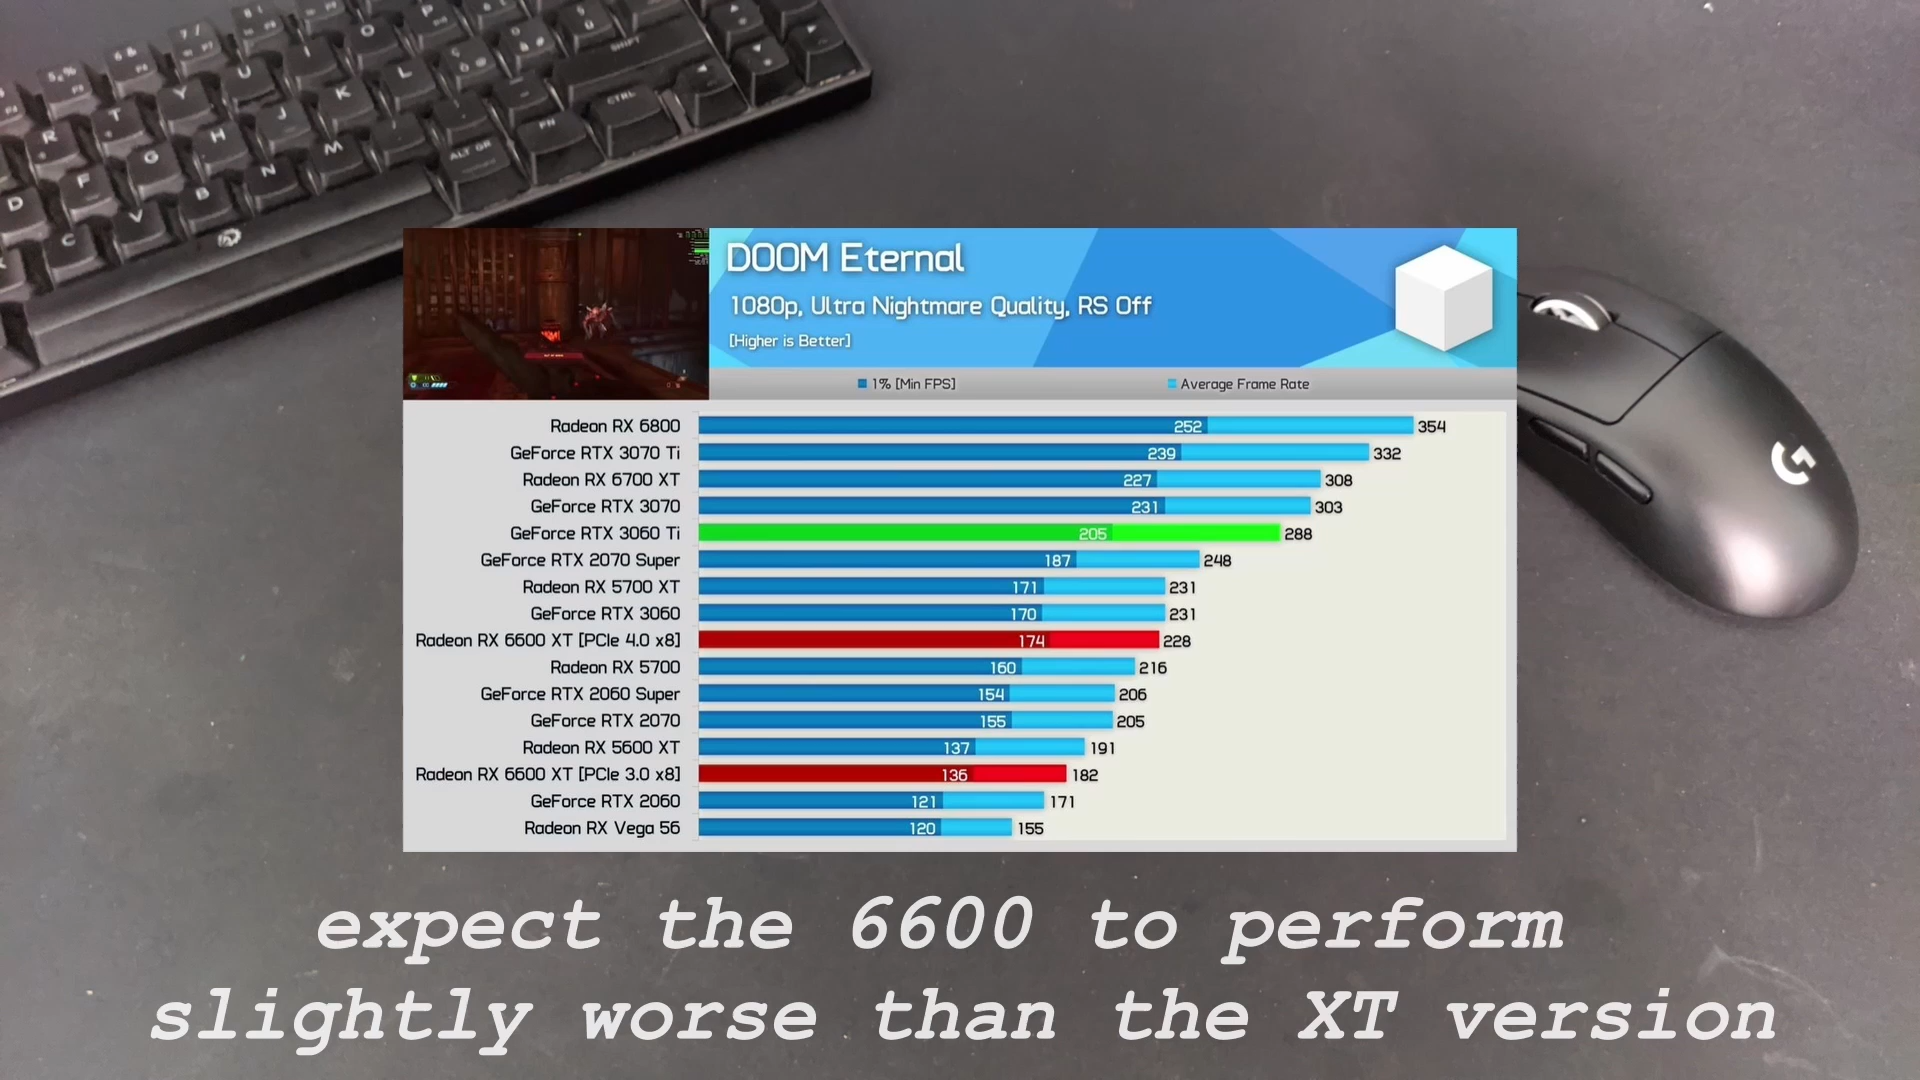 DOOM Eternal
1080p, Ultra Nightmare Quality, RS Off
[Higher is Better]
1% [Min FPS] Average Frame Rate
Radeon RX 6800 252 354
GeForce RTX 3070 Ti 239 332
Radeon RX 6700 XT 227 308
GeForce RTX 3070 231 303
GeForce RTX 3060 Ti 205 288
GeForce RTX 2070 Super 187 248
Radeon RX 5700 XT 171 231
GeForce RTX 3060 170 231
Radeon RX 6600 XT [PCIe 4.0 x8] 174 228
Radeon RX 5700 160 216
GeForce RTX 2060 Super 154 206
GeForce RTX 2070 155 205
Radeon RX 5600 XT 137 191
Radeon RX 6600 XT [PCIe 3.0 x8] 136 182
GeForce RTX 2060 121 171
Radeon RX Vega 56 120 155
expect the 6600 to perform
slightly worse than the XT version
P
O
U I
Y L
T K SHIFT
R J
H CTRL
G M FN
F N ALT GR
D B
V
C
G